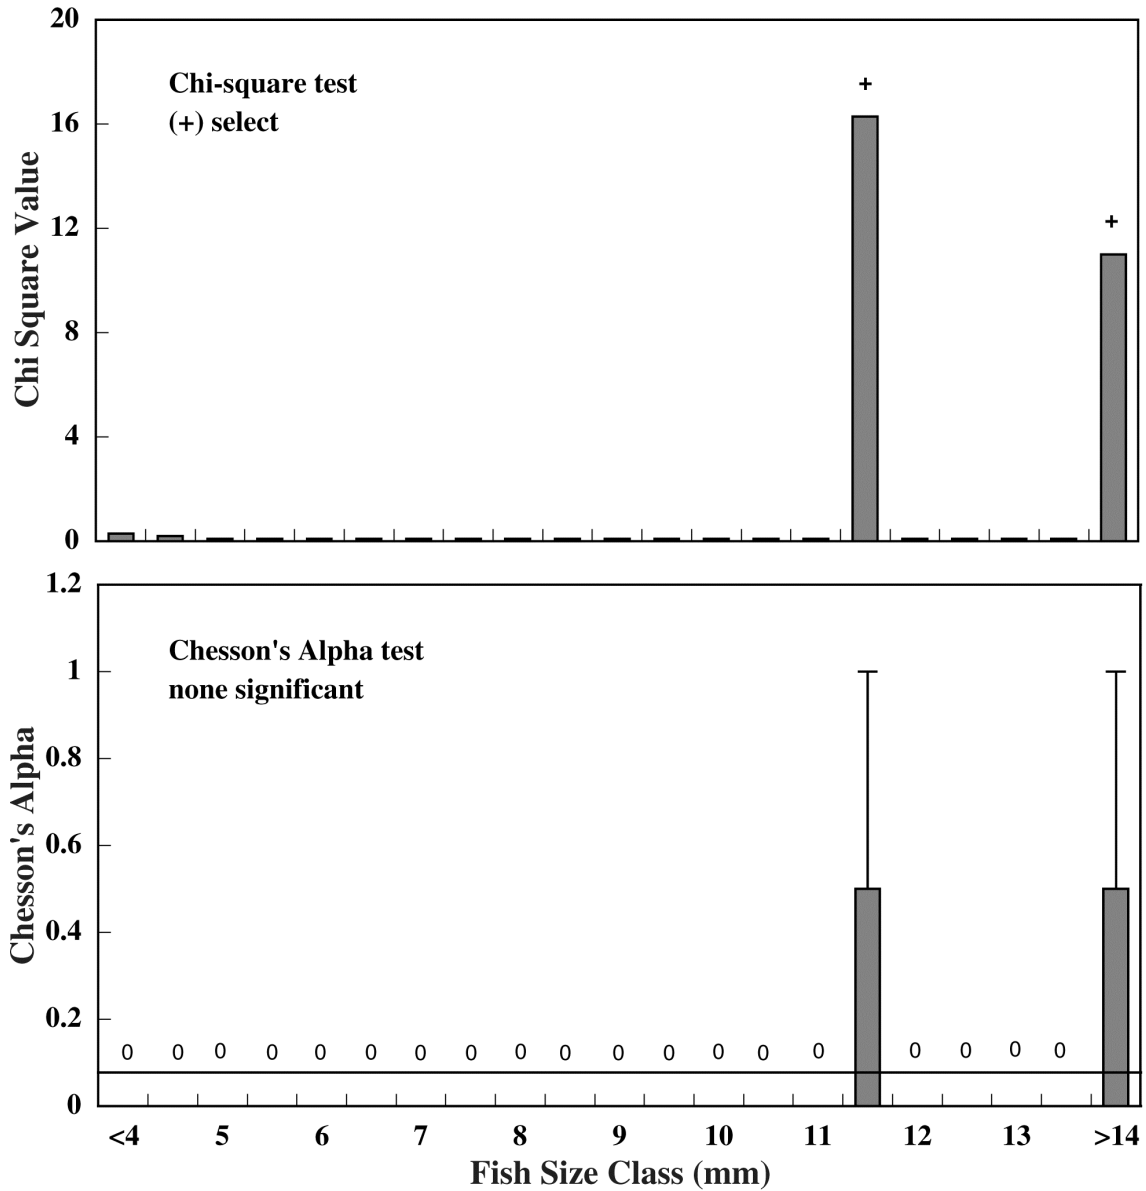 20
Chi-square test
+
(+) select
16
Chi Square Value
12
+
8
4
0
1.2
Chesson's Alpha test
1
none significant
0.8
Chesson's Alpha
0.6
0.4
0.2
0 0 0 0 0 0 0 0 0 0 0 0 0 0 0 0 0 0 0
0
<4 5 6 7 8 9 10 11 12 13 >14
Fish Size Class (mm)